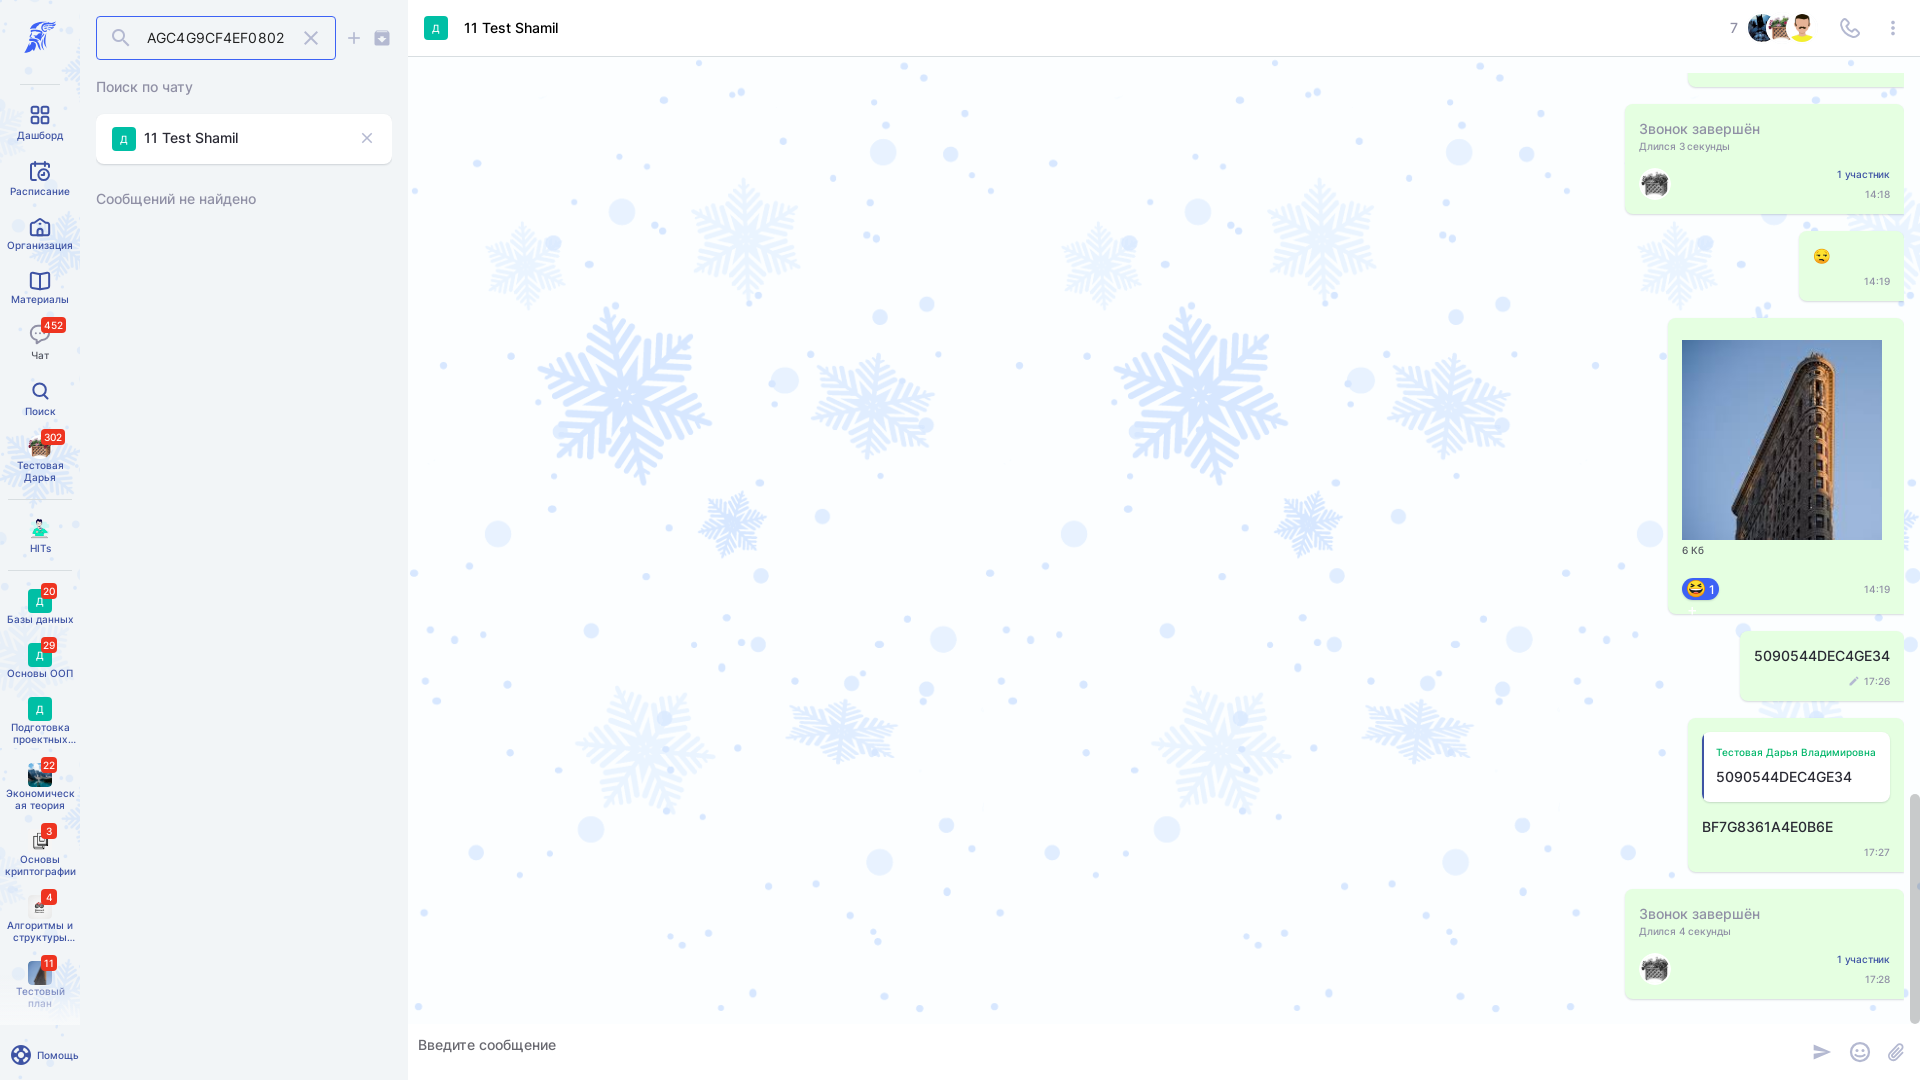 Дашборд
Расписание
Организация
Материалы
452
Чат
Поиск
302
Тестовая
Дарья
HITs
20
Д
Базы данных
29
Д
Основы ООП
Д
Подготовка
проектных...
22
Экономическ
ая теория
3
Основы
криптографии
4
Алгоритмы и
структуры...
11
Тестовый
план
Помощь
AGC4G9CF4EF0802
Поиск по чату
Д 11 Test Shamil
Сообщений не найдено
Д 11 Test Shamil
7
Звонок завершён
Длился 3 секунды
1 участник
14:18
14:19
6 Кб
1
14:19
5090544DEC4GE34
17:26
Тестовая Дарья Владимировна
5090544DEC4GE34
BF7G8361A4E0B6E
17:27
Звонок завершён
Длился 4 секунды
1 участник
17:28
Введите сообщение